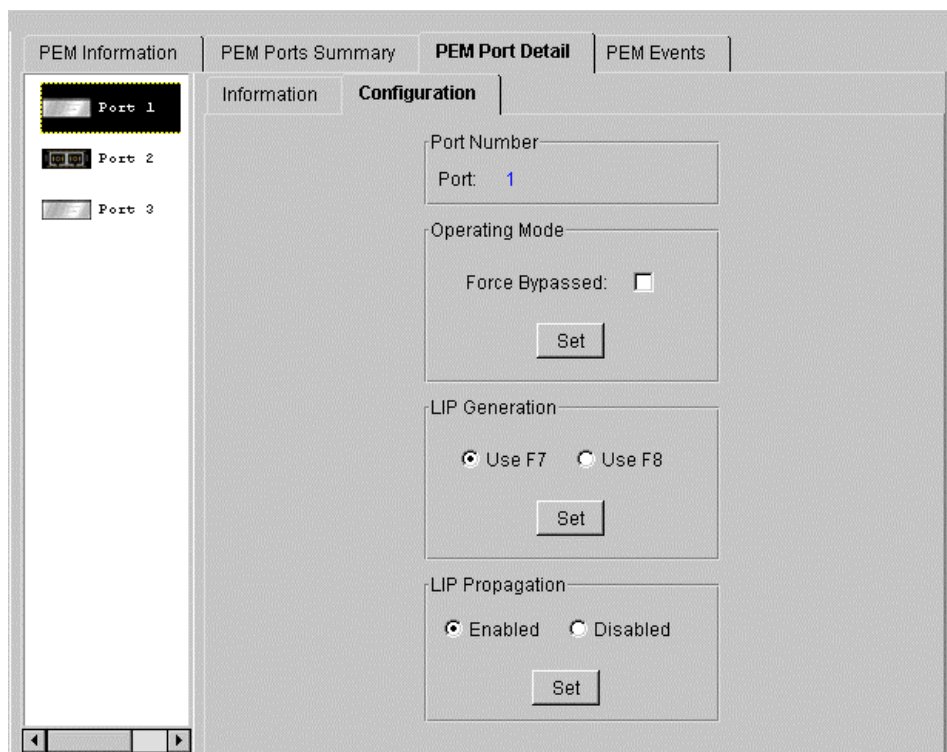 PEM Information PEM Ports Summary PEM Port Detail PEM Events
Port 1
Port 2
Port 3
Information Configuration
Port Number
Port: 1
Operating Mode
Force Bypassed:
Set
LIP Generation
Use F7 Use F8
Set
LIP Propagation
Enabled Disabled
Set